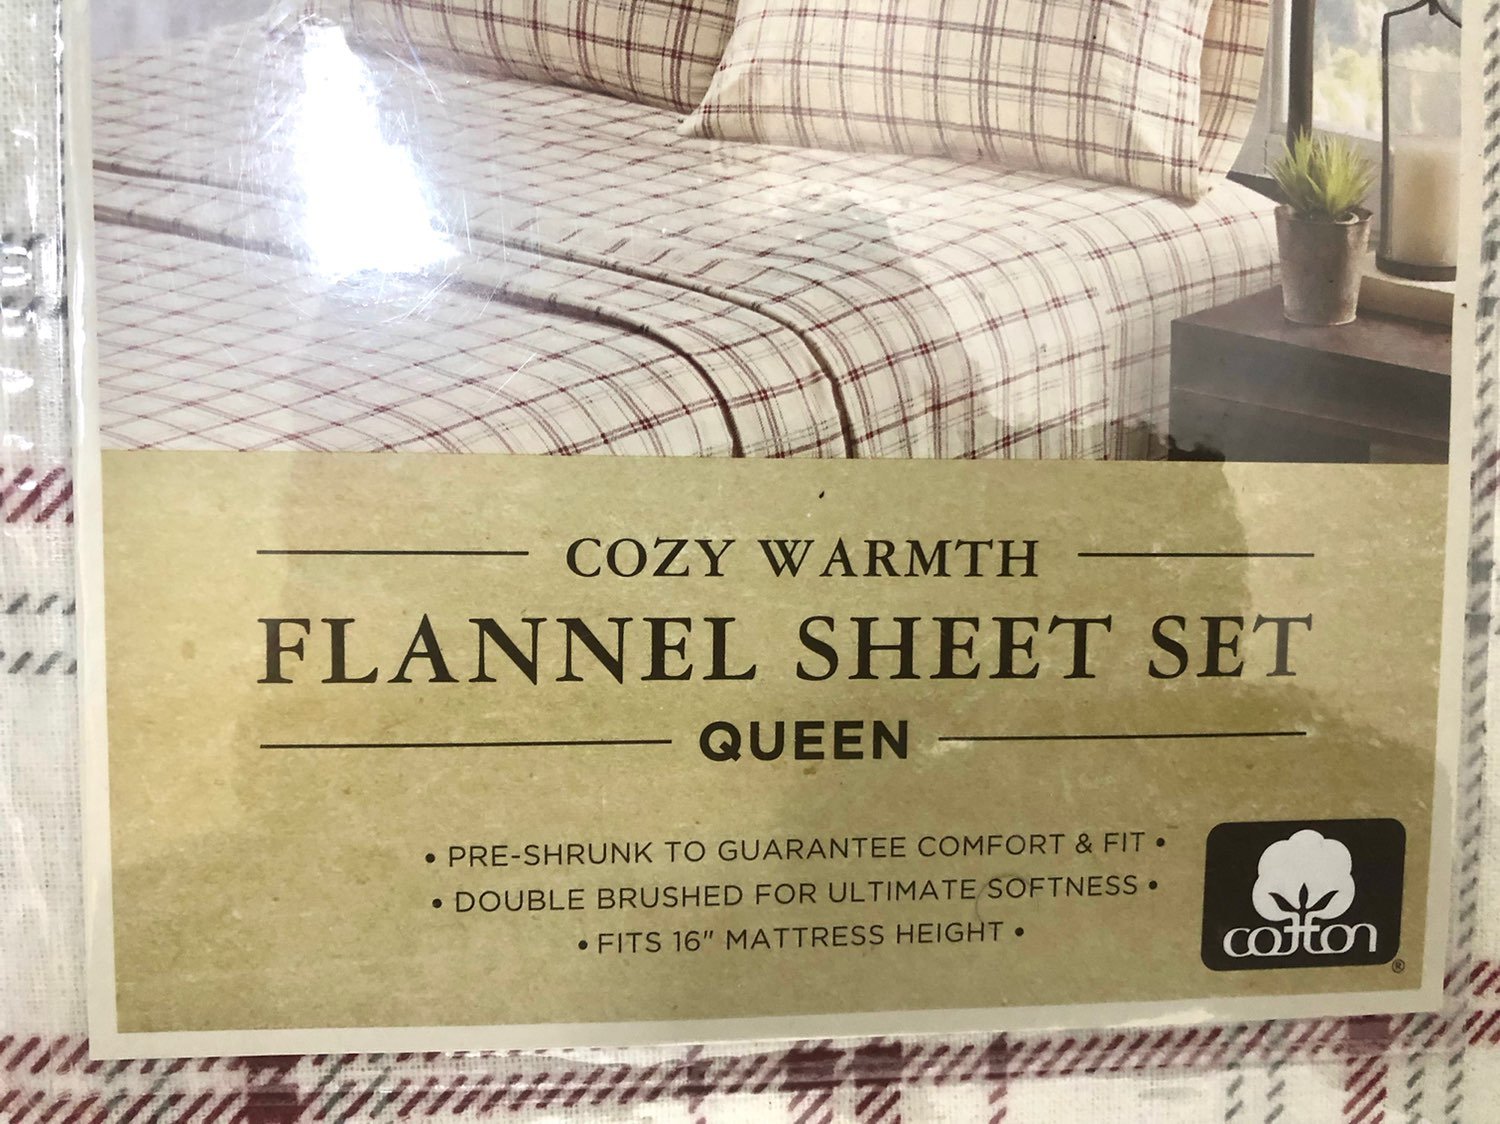 COZY WARMTH
FLANNEL SHEET SET
QUEEN
• PRE-SHRUNK TO GUARANTEE COMFORT & FIT •
• DOUBLE BRUSHED FOR ULTIMATE SOFTNESS •
• FITS 16" MATTRESS HEIGHT •
cotton
®